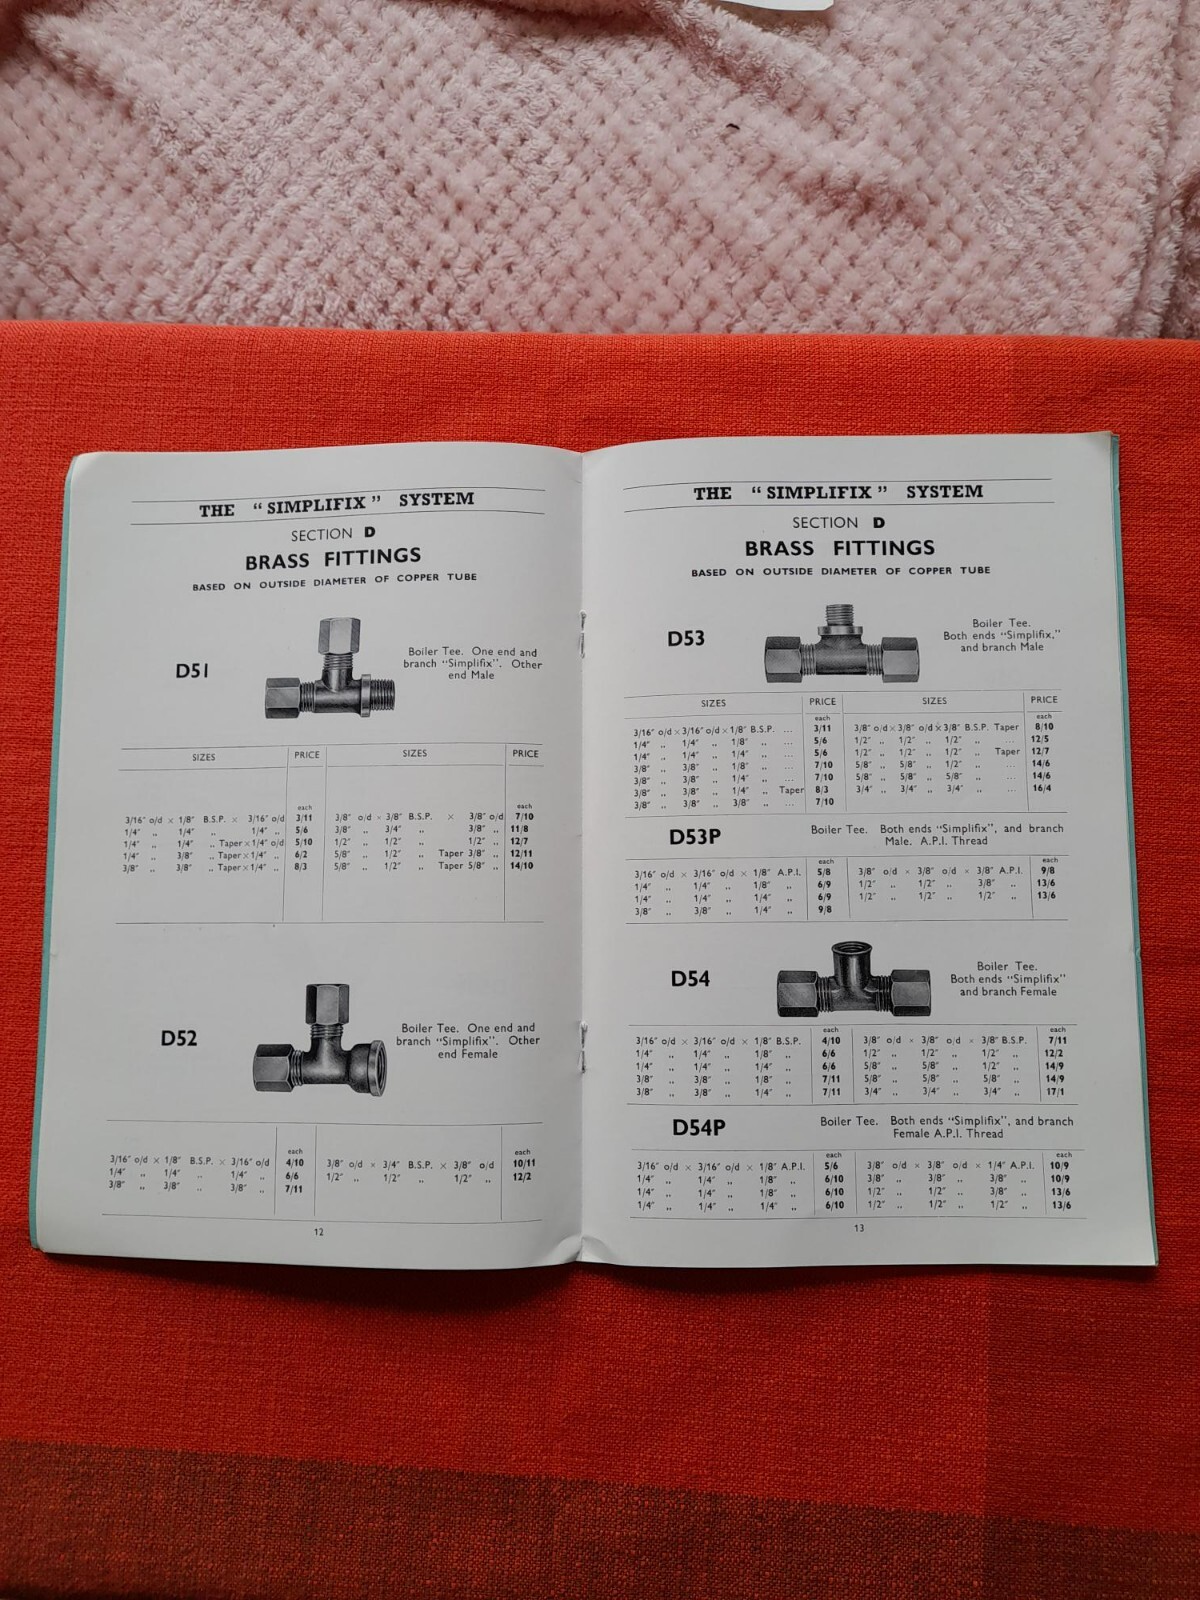 THE "SIMPLIFIX" SYSTEM
SECTION D
BRASS FITTINGS
BASED ON OUTSIDE DIAMETER OF COPPER TUBE
D51
Boiler Tee. One end and
branch "Simplifix". Other
end Male
SIZES PRICE SIZES PRICE
each each
3/16" o/d × 1/8" B.S.P. × 3/16" o/d 3/11 3/8" o/d × 3/8" B.S.P. × 3/8" o/d 7/10
1/4" „ 1/4" „ 1/4" „ 5/6 3/8" „ 3/4" „ 3/8" „ 11/8
1/4" „ 1/4" „ Taper × 1/4" o/d 5/10 1/2" „ 1/2" „ 1/2" „ 12/7
1/4" „ 3/8" „ Taper × 1/4" „ 6/2 5/8" „ 1/2" „ Taper 3/8" „ 12/11
3/8" „ 3/8" „ Taper × 1/4" „ 8/3 5/8" „ 1/2" „ Taper 5/8" „ 14/10
D52
Boiler Tee. One end and
branch "Simplifix". Other
end Female
each each
3/16" o/d × 1/8" B.S.P. × 3/16" o/d 4/10 3/8" o/d × 3/4" B.S.P. × 3/8" o/d 10/11
1/4" „ 1/4" „ 1/4" „ 6/6 1/2" „ 1/2" „ 1/2" „ 12/2
3/8" „ 3/8" „ 3/8" „ 7/11
12
THE "SIMPLIFIX" SYSTEM
SECTION D
BRASS FITTINGS
BASED ON OUTSIDE DIAMETER OF COPPER TUBE
D53
Boiler Tee.
Both ends "Simplifix,"
and branch Male
SIZES PRICE SIZES PRICE
each each
3/16" o/d × 3/16" o/d × 1/8" B.S.P. ... 3/11 3/8" o/d × 3/8" o/d × 3/8" B.S.P. Taper 8/10
1/4" „ 1/4" „ 1/8" „ ... 5/6 1/2" „ 1/2" „ 1/2" „ ... 12/5
1/4" „ 1/4" „ 1/4" „ ... 5/6 1/2" „ 1/2" „ 1/2" „ Taper 12/7
3/8" „ 3/8" „ 1/8" „ ... 7/10 5/8" „ 5/8" „ 1/2" „ ... 14/6
3/8" „ 3/8" „ 1/4" „ ... 7/10 5/8" „ 5/8" „ 5/8" „ ... 14/6
3/8" „ 3/8" „ 1/4" „ Taper 8/3 3/4" „ 3/4" „ 3/4" „ ... 16/4
3/8" „ 3/8" „ 3/8" „ ... 7/10
D53P
Boiler Tee. Both ends "Simplifix", and branch
Male. A.P.I. Thread
each each
3/16" o/d × 3/16" o/d × 1/8" A.P.I. 5/8 3/8" o/d × 3/8" o/d × 3/8" A.P.I. 9/8
1/4" „ 1/4" „ 1/8" „ 6/9 1/2" „ 1/2" „ 3/8" „ 13/6
1/4" „ 1/4" „ 1/4" „ 6/9 1/2" „ 1/2" „ 1/2" „ 13/6
3/8" „ 3/8" „ 1/4" „ 9/8
D54
Boiler Tee.
Both ends "Simplifix"
and branch Female
each each
3/16" o/d × 3/16" o/d × 1/8" B.S.P. 4/10 3/8" o/d × 3/8" o/d × 3/8" B.S.P. 7/11
1/4" „ 1/4" „ 1/8" „ 6/6 1/2" „ 1/2" „ 1/2" „ 12/2
1/4" „ 1/4" „ 1/4" „ 6/6 5/8" „ 5/8" „ 1/2" „ 14/9
3/8" „ 3/8" „ 1/8" „ 7/11 5/8" „ 5/8" „ 5/8" „ 14/9
3/8" „ 3/8" „ 1/4" „ 7/11 3/4" „ 3/4" „ 3/4" „ 17/1
D54P
Boiler Tee. Both ends "Simplifix", and branch
Female A.P.I. Thread
each each
3/16" o/d × 3/16" o/d × 1/8" A.P.I. 5/6 3/8" o/d × 3/8" o/d × 1/4" A.P.I. 10/9
1/4" „ 1/4" „ 1/8" „ 6/10 3/8" „ 3/8" „ 3/8" „ 10/9
1/4" „ 1/4" „ 1/8" „ 6/10 1/2" „ 1/2" „ 3/8" „ 13/6
1/4" „ 1/4" „ 1/4" „ 6/10 1/2" „ 1/2" „ 1/2" „ 13/6
13